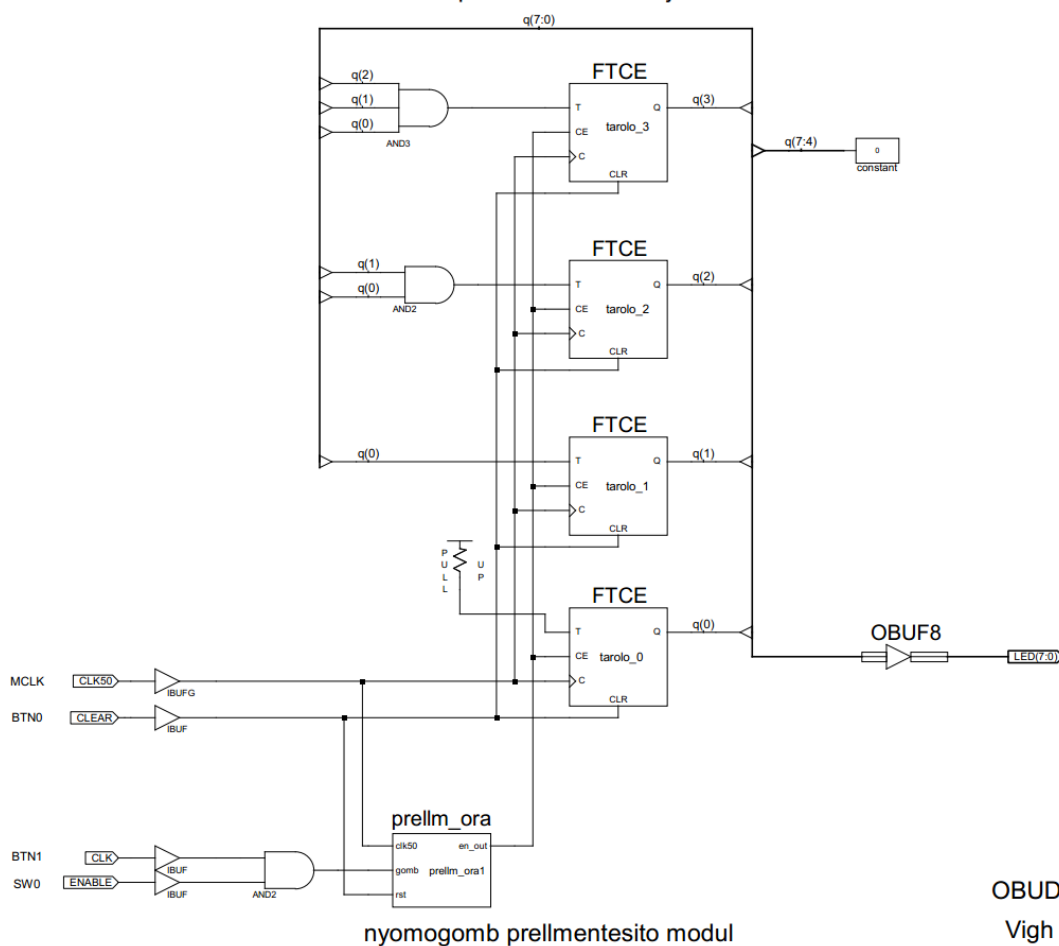 q(7:0)
q(2)
q(1)
q(0)
AND3
FTCE
T
Q
tarolo_3
CE
C
CLR
q(3)
q(7:4)
0
constant
q(1)
q(0)
AND2
FTCE
T
Q
tarolo_2
CE
C
CLR
q(2)
q(0)
FTCE
T
Q
tarolo_1
CE
C
CLR
q(1)
PULL
UP
FTCE
T
Q
tarolo_0
CE
C
CLR
q(0)
OBUF8
LED(7:0)
MCLK
CLK50
IBUFG
BTN0
CLEAR
IBUF
prellm_ora
clk50
en_out
gomb
prellm_ora1
rst
BTN1
CLK
IBUF
SW0
ENABLE
IBUF
AND2
nyomogomb prellmentesito modul
OBUD
Vigh